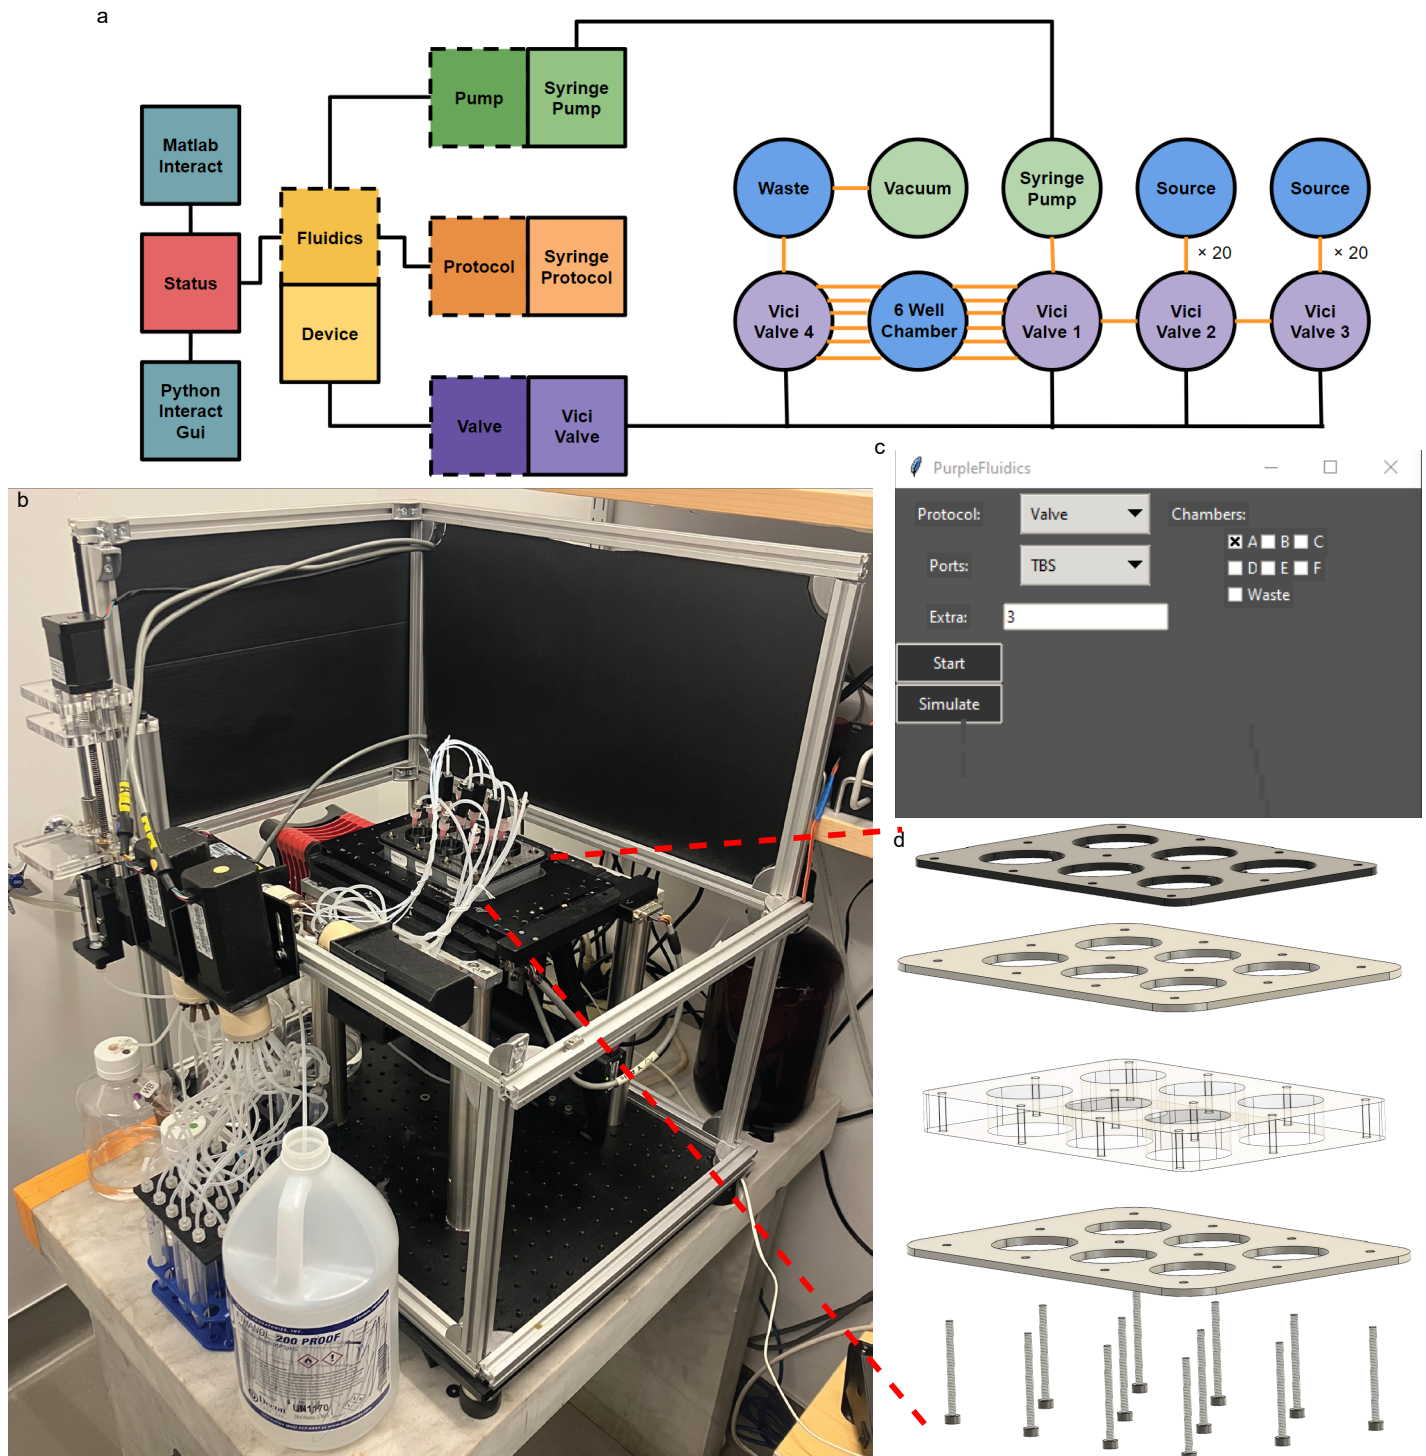 a
Matlab
Interact
Status
Python
Interact
Gui
Fluidics
Device
Pump
Syringe
Pump
Protocol
Syringe
Protocol
Valve
Vici
Valve
Waste
Vacuum
Syringe
Pump
Source
Source
× 20
× 20
Vici
Valve 4
6 Well
Chamber
Vici
Valve 1
Vici
Valve 2
Vici
Valve 3
b
WB
200 PROOF
UN1170
c
PurpleFluidics
Protocol:
Valve
Chambers:
A B C
Ports:
TBS
D E F
Waste
Extra:
3
Start
Simulate
d